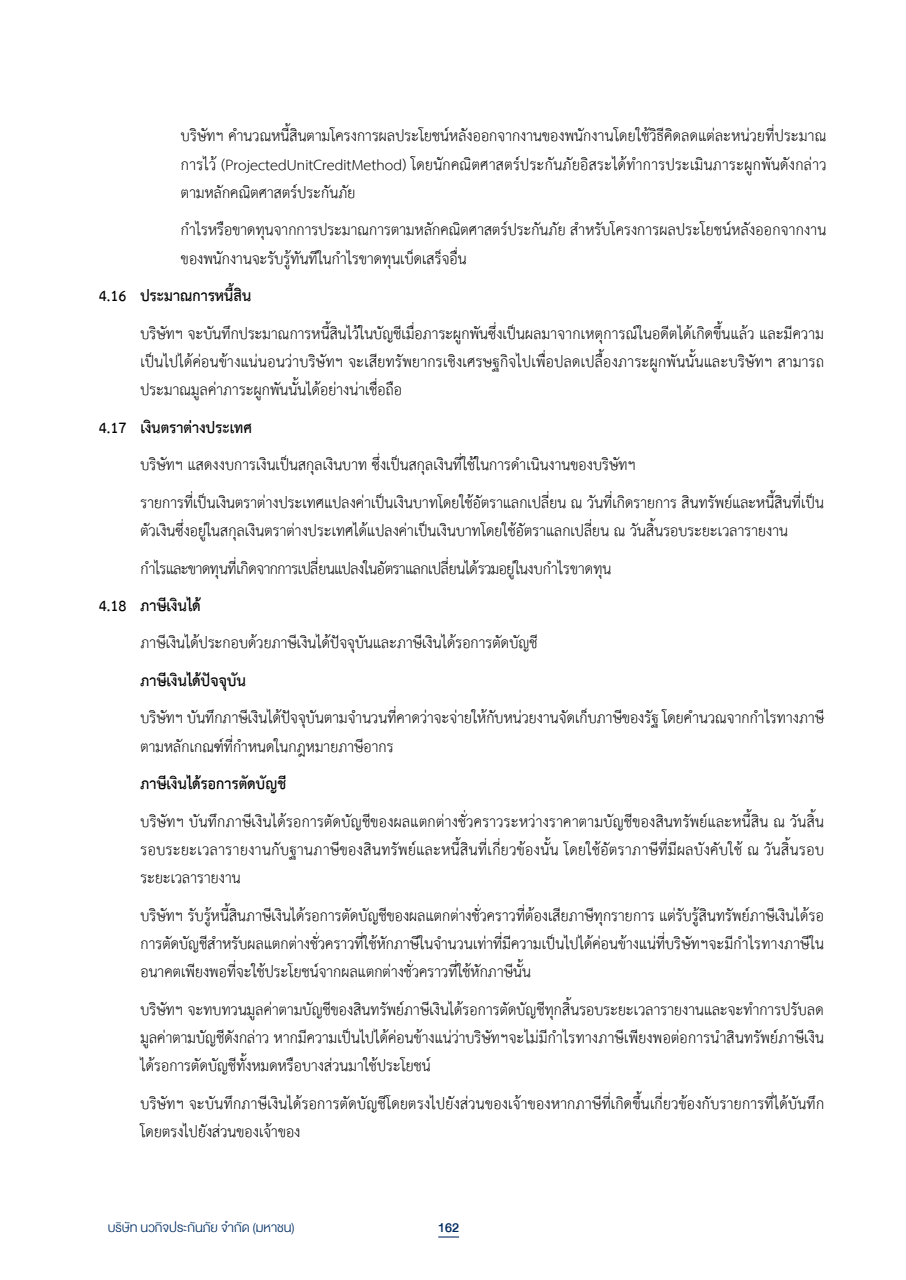 บริษัทฯ คำนวณหนี้สินตามโครงการผลประโยชน์หลังออกจากงานของพนักงานโดยใช้วิธีคิดลดแต่ละหน่วยที่ประมาณ
การไว้ (ProjectedUnitCreditMethod) โดยนักคณิตศาสตร์ประกันภัยอิสระได้ทำการประเมินภาระผูกพันดังกล่าว
ตามหลักคณิตศาสตร์ประกันภัย
กำไรหรือขาดทุนจากการประมาณการตามหลักคณิตศาสตร์ประกันภัย สำหรับโครงการผลประโยชน์หลังออกจากงาน
ของพนักงานจะรับรู้ทันทีในกำไรขาดทุนเบ็ดเสร็จอื่น
4.16 ประมาณการหนี้สิน
บริษัทฯ จะบันทึกประมาณการหนี้สินไว้ในบัญชีเมื่อภาระผูกพันซึ่งเป็นผลมาจากเหตุการณ์ในอดีตได้เกิดขึ้นแล้ว และมีความ
เป็นไปได้ค่อนข้างแน่นอนว่าบริษัทฯ จะเสียทรัพยากรเชิงเศรษฐกิจไปเพื่อปลดเปลื้องภาระผูกพันนั้นและบริษัทฯ สามารถ
ประมาณมูลค่าภาระผูกพันนั้นได้อย่างน่าเชื่อถือ
4.17 เงินตราต่างประเทศ
บริษัทฯ แสดงงบการเงินเป็นสกุลเงินบาท ซึ่งเป็นสกุลเงินที่ใช้ในการดำเนินงานของบริษัทฯ
รายการที่เป็นเงินตราต่างประเทศแปลงค่าเป็นเงินบาทโดยใช้อัตราแลกเปลี่ยน ณ วันที่เกิดรายการ สินทรัพย์และหนี้สินที่เป็น
ตัวเงินซึ่งอยู่ในสกุลเงินตราต่างประเทศได้แปลงค่าเป็นเงินบาทโดยใช้อัตราแลกเปลี่ยน ณ วันสิ้นรอบระยะเวลารายงาน
กำไรและขาดทุนที่เกิดจากการเปลี่ยนแปลงในอัตราแลกเปลี่ยนได้รวมอยู่ในงบกำไรขาดทุน
4.18 ภาษีเงินได้
ภาษีเงินได้ประกอบด้วยภาษีเงินได้ปัจจุบันและภาษีเงินได้รอการตัดบัญชี
ภาษีเงินได้ปัจจุบัน
บริษัทฯ บันทึกภาษีเงินได้ปัจจุบันตามจำนวนที่คาดว่าจะจ่ายให้กับหน่วยงานจัดเก็บภาษีของรัฐ โดยคำนวณจากกำไรทางภาษี
ตามหลักเกณฑ์ที่กำหนดในกฎหมายภาษีอากร
ภาษีเงินได้รอการตัดบัญชี
บริษัทฯ บันทึกภาษีเงินได้รอการตัดบัญชีของผลแตกต่างชั่วคราวระหว่างราคาตามบัญชีของสินทรัพย์และหนี้สิน ณ วันสิ้น
รอบระยะเวลารายงานกับฐานภาษีของสินทรัพย์และหนี้สินที่เกี่ยวข้องนั้น โดยใช้อัตราภาษีที่มีผลบังคับใช้ ณ วันสิ้นรอบ
ระยะเวลารายงาน
บริษัทฯ รับรู้หนี้สินภาษีเงินได้รอการตัดบัญชีของผลแตกต่างชั่วคราวที่ต้องเสียภาษีทุกรายการ แต่รับรู้สินทรัพย์ภาษีเงินได้รอ
การตัดบัญชีสำหรับผลแตกต่างชั่วคราวที่ใช้หักภาษีในจำนวนเท่าที่มีความเป็นไปได้ค่อนข้างแน่ที่บริษัทฯจะมีกำไรทางภาษีใน
อนาคตเพียงพอที่จะใช้ประโยชน์จากผลแตกต่างชั่วคราวที่ใช้หักภาษีนั้น
บริษัทฯ จะทบทวนมูลค่าตามบัญชีของสินทรัพย์ภาษีเงินได้รอการตัดบัญชีทุกสิ้นรอบระยะเวลารายงานและจะทำการปรับลด
มูลค่าตามบัญชีดังกล่าว หากมีความเป็นไปได้ค่อนข้างแน่ว่าบริษัทฯจะไม่มีกำไรทางภาษีเพียงพอต่อการนำสินทรัพย์ภาษีเงิน
ได้รอการตัดบัญชีทั้งหมดหรือบางส่วนมาใช้ประโยชน์
บริษัทฯ จะบันทึกภาษีเงินได้รอการตัดบัญชีโดยตรงไปยังส่วนของเจ้าของหากภาษีที่เกิดขึ้นเกี่ยวข้องกับรายการที่ได้บันทึก
โดยตรงไปยังส่วนของเจ้าของ
บริษัท นวกิจประกันภัย จำกัด (มหาชน) 162